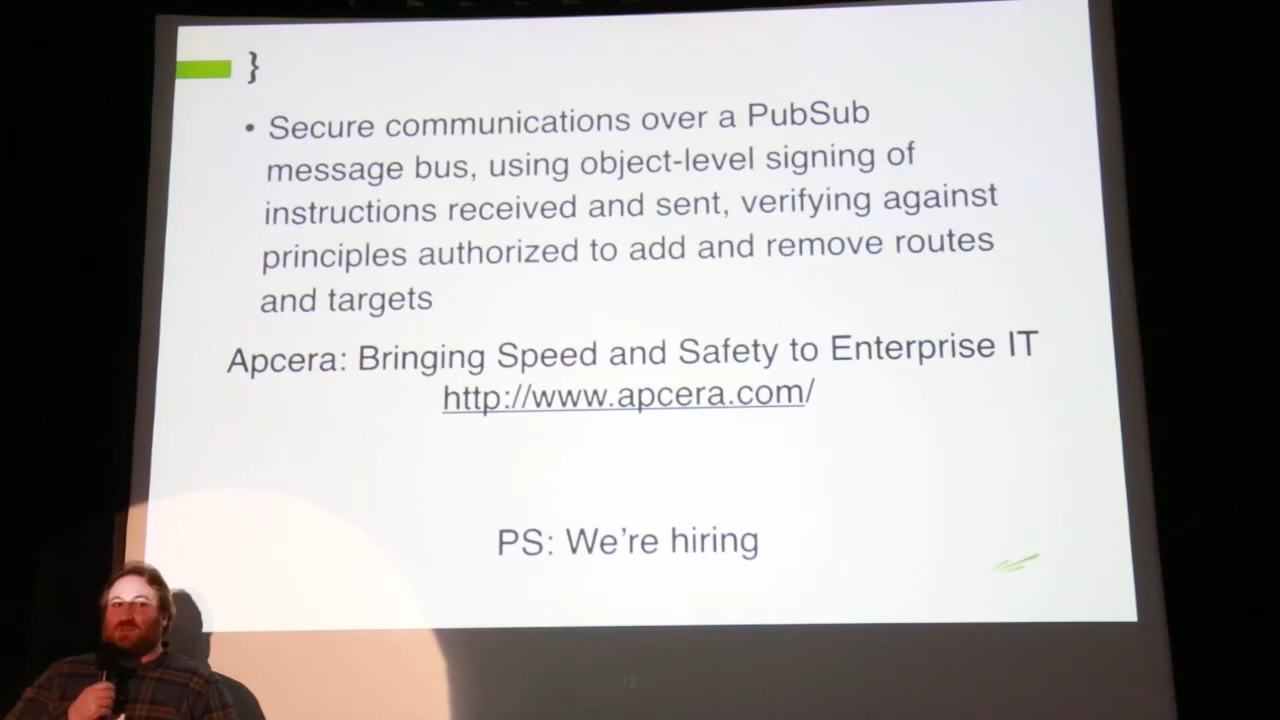 }
• Secure communications over a PubSub
message bus, using object-level signing of
instructions received and sent, verifying against
principles authorized to add and remove routes
and targets
Apcera: Bringing Speed and Safety to Enterprise IT
http://www.apcera.com/
PS: We're hiring
12